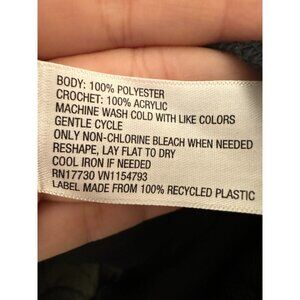 BODY: 100% POLYESTER
CROCHET: 100% ACRYLIC
MACHINE WASH COLD WITH LIKE COLORS
GENTLE CYCLE
ONLY NON-CHLORINE BLEACH WHEN NEEDED
RESHAPE, LAY FLAT TO DRY
COOL IRON IF NEEDED
RN17730 VN1154793
LABEL MADE FROM 100% RECYCLED PLASTIC